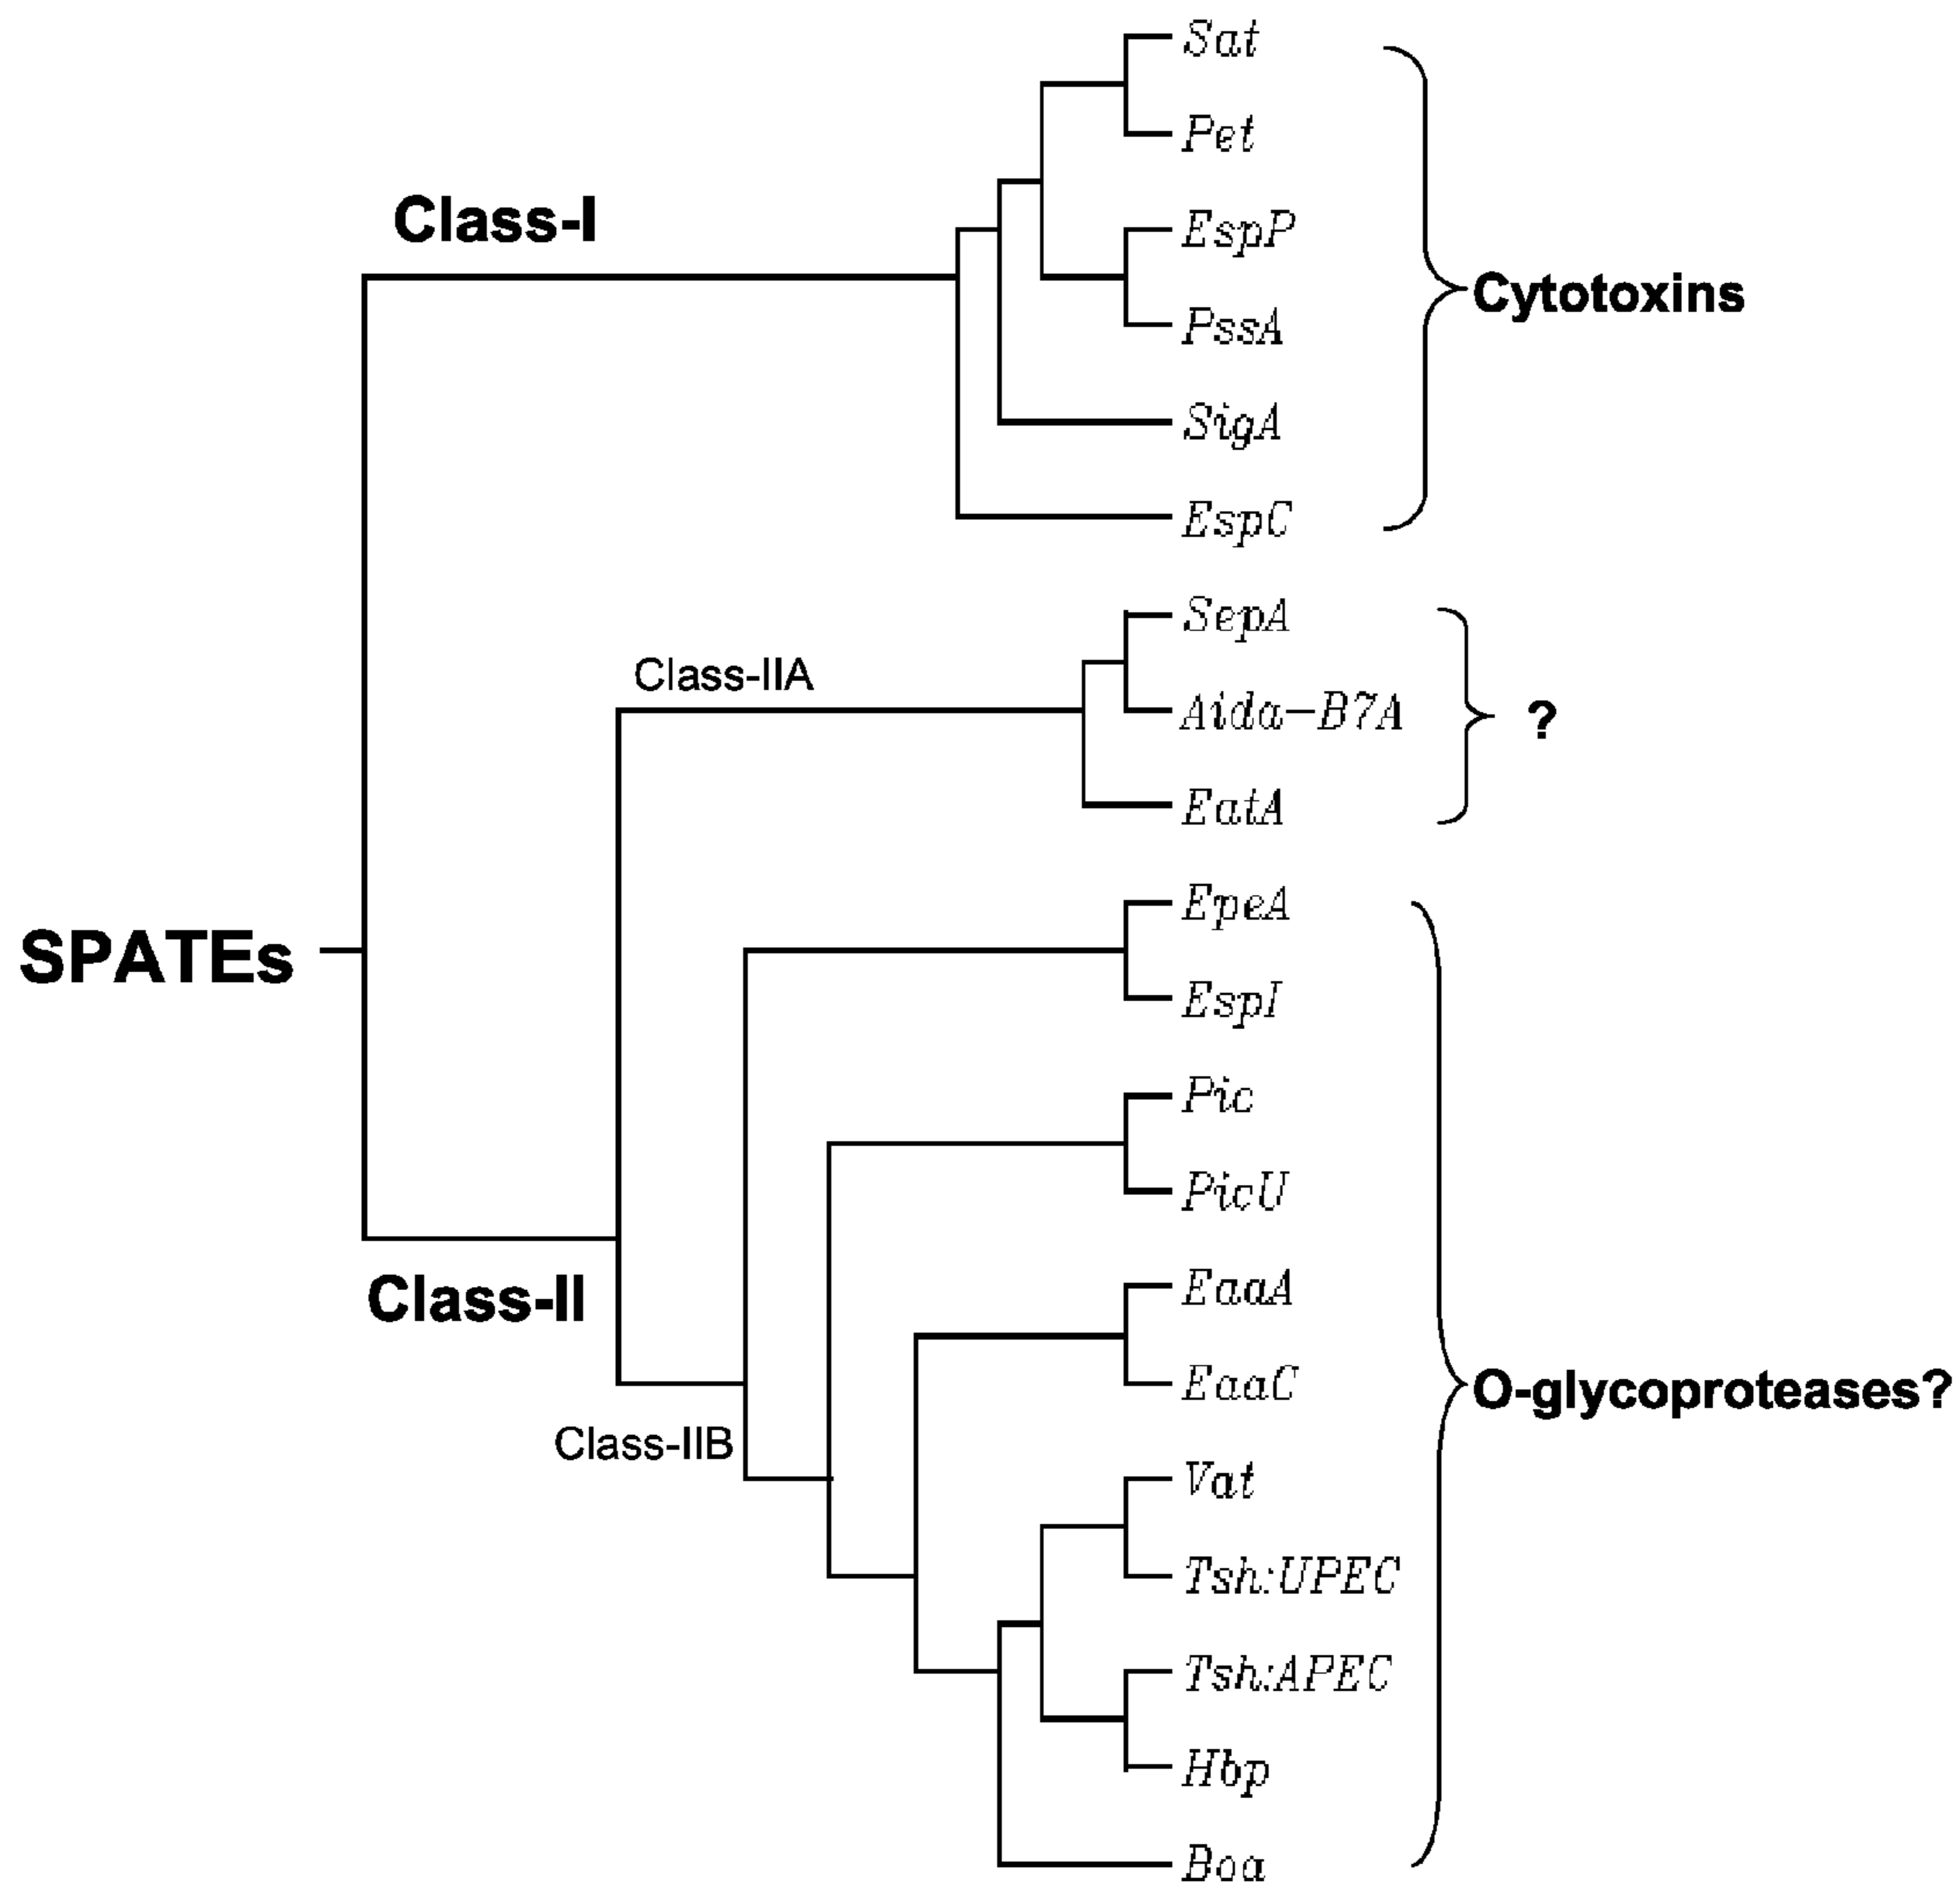 Sat
Pet
Class-I
EspP
Cytotoxins
PssA
SigA
EspC
SepA
Class-IIA
Aida-B7A
?
EatA
EpeA
SPATEs
EspI
Pic
PicU
EaaA
Class-II
EaaC
O-glycoproteases?
Class-IIB
Vat
Tsh:UPEC
Tsh:APEC
Hbp
Boa